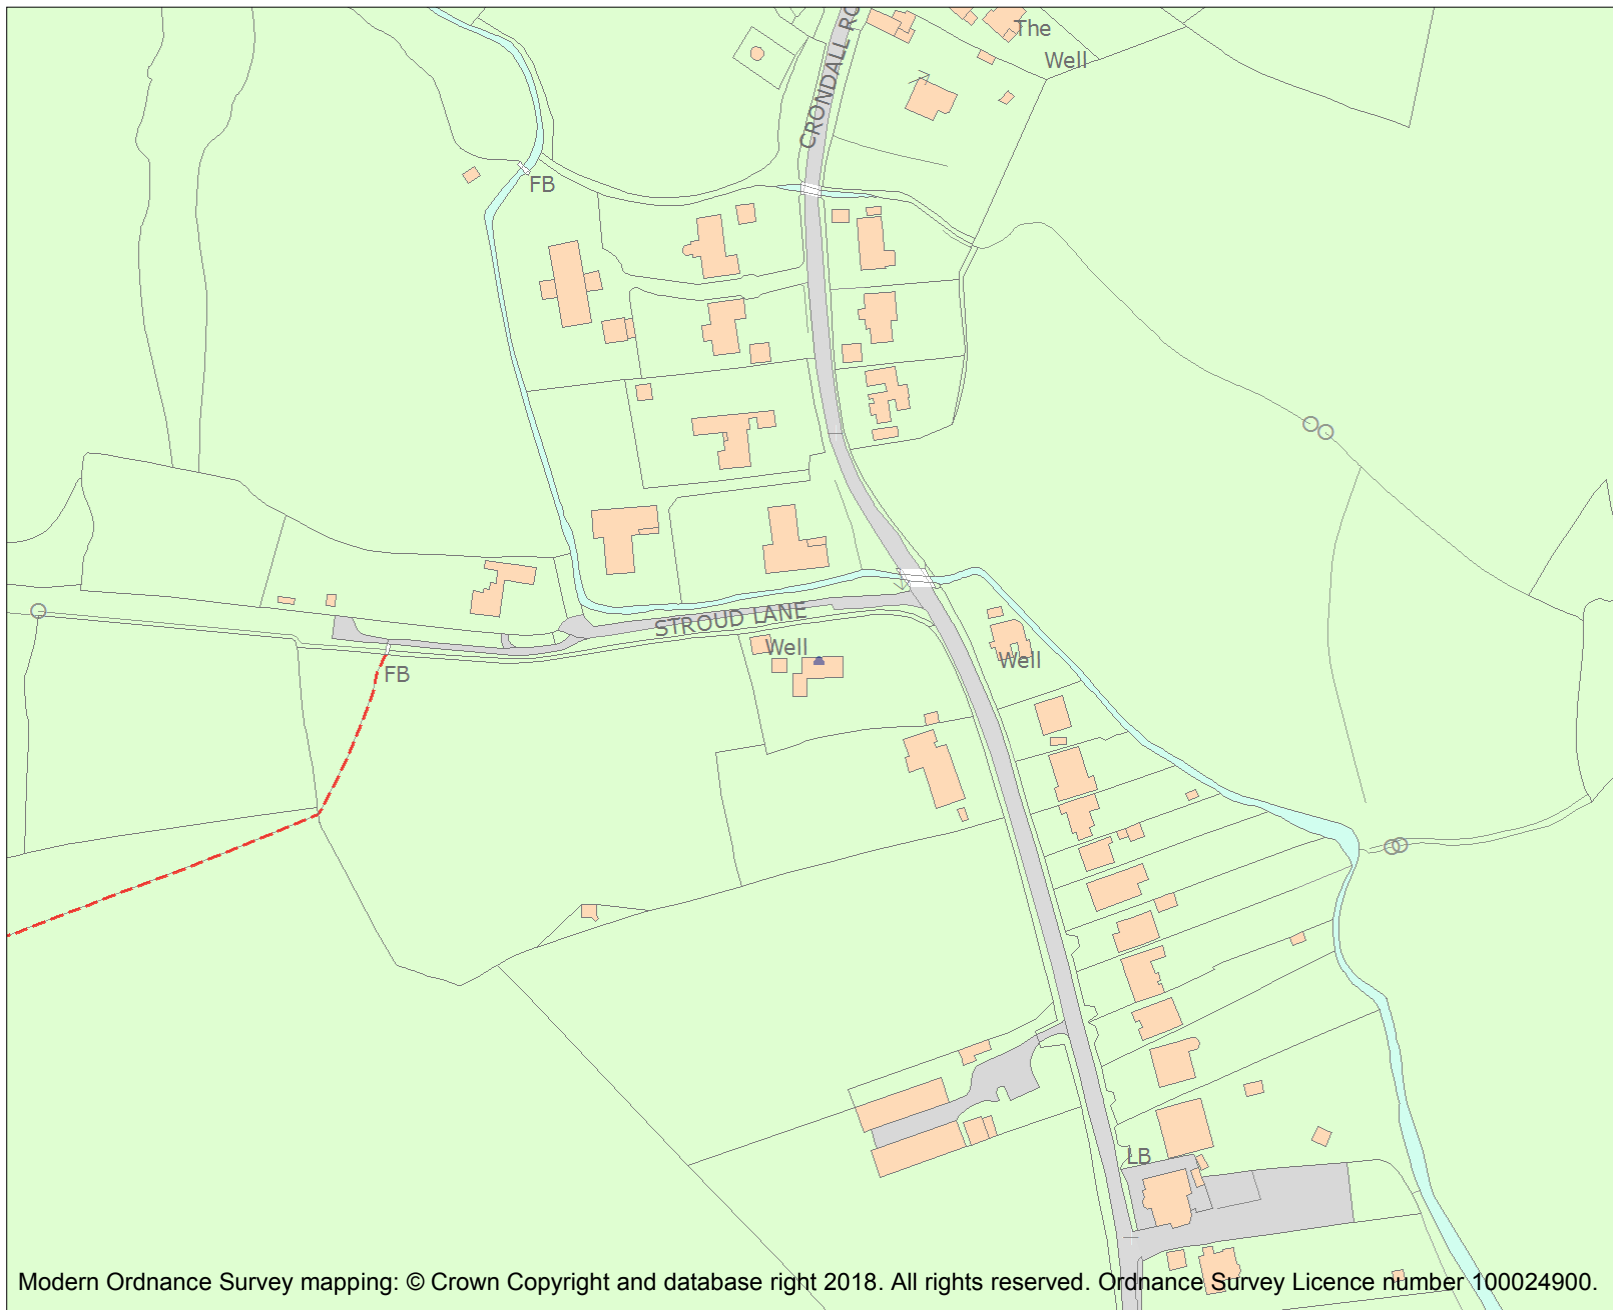 The
Well
CRONDALL RO
FB
STROUD LANE
Well
Well
FB
LB
Modern Ordnance Survey mapping: © Crown Copyright and database right 2018. All rights reserved. Ordnance Survey Licence number 100024900.